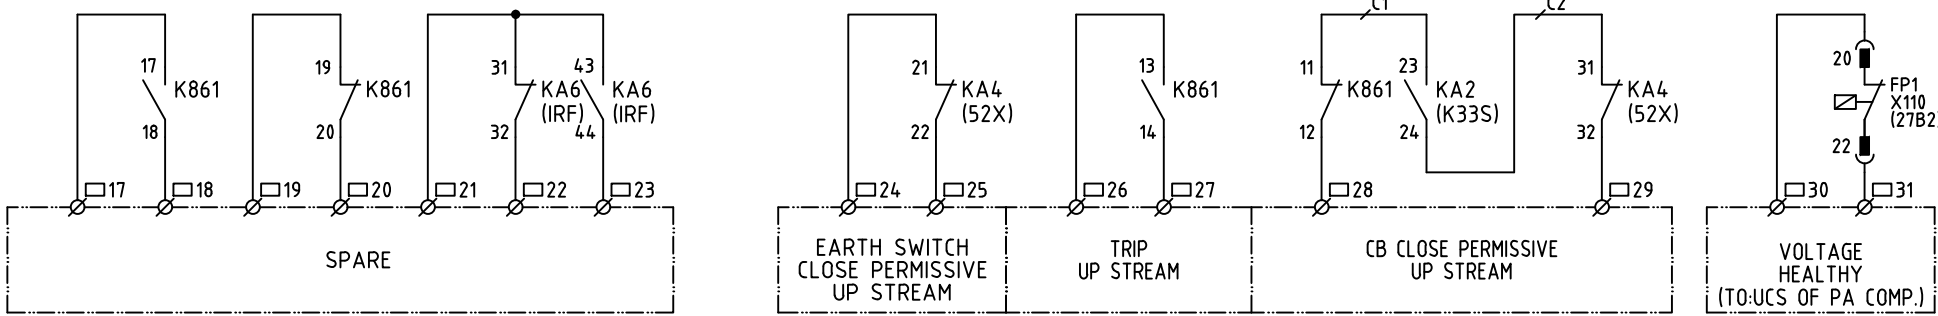 C1
C2
17
K861
18
19
K861
20
31
KA6
(IRF)
32
43
KA6
(IRF)
44
21
KA4
(52X)
22
13
K861
14
11
K861
12
23
KA2
(K33S)
24
31
KA4
(52X)
32
20
FP1
X110
(27B2)
22
17
18
19
20
21
22
23
24
25
26
27
28
29
30
31
SPARE
EARTH SWITCH
CLOSE PERMISSIVE
UP STREAM
TRIP
UP STREAM
CB CLOSE PERMISSIVE
UP STREAM
VOLTAGE
HEALTHY
(TO:UCS OF PA COMP.)